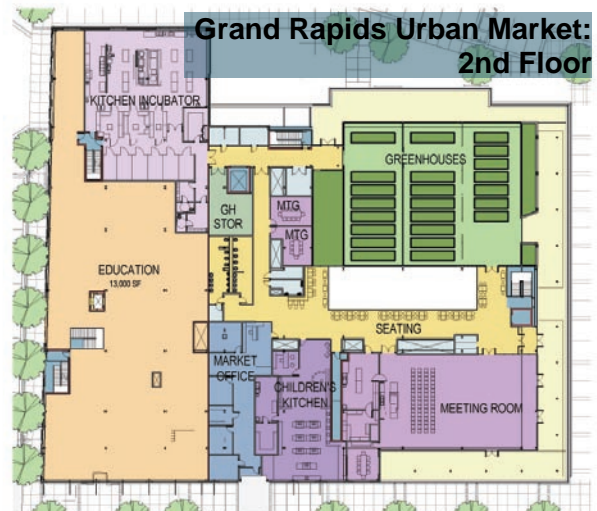 Grand Rapids Urban Market:
2nd Floor
KITCHEN INCUBATOR
GREENHOUSES
GH
STOR
MTG
MTG
EDUCATION
13,000 SF
SEATING
MARKET
OFFICE
CHILDREN'S
KITCHEN
MEETING ROOM